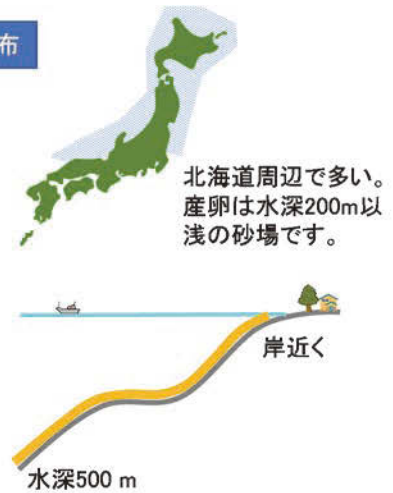 布
北海道周辺で多い。
産卵は水深200m以
浅の砂場です。
岸近く
水深500 m